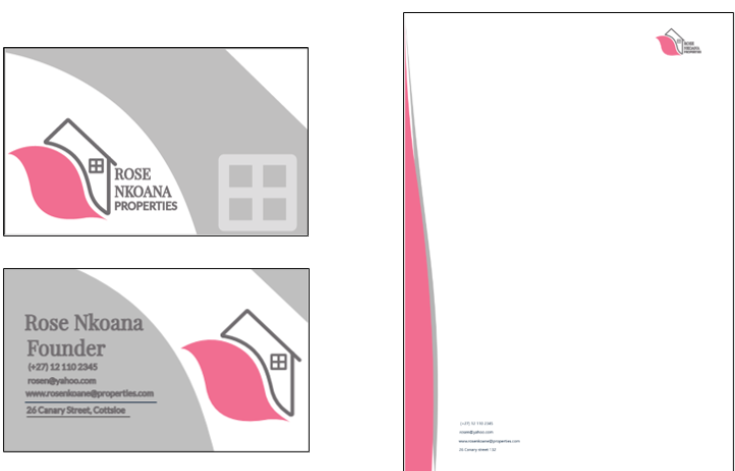 ROSE
NKOANA
PROPERTIES
Rose Nkoana
Founder
(+27) 12 110 2345
rosen@yahoo.com
www.rosenkoane@properties.com
26 Canary Street, Cottsloe
ROSE
NKOANA
PROPERTIES
(+27) 12 110 2345
rosen@yahoo.com
www.rosenkoane@properties.com
26 Canary street